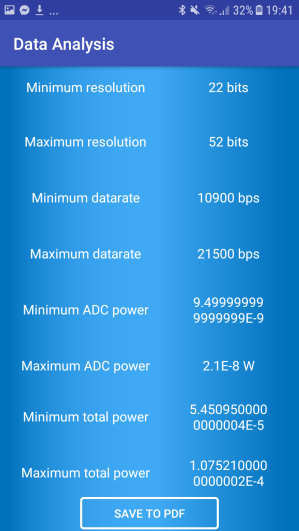 ... 32% 19:41
Data Analysis
Minimum resolution 22 bits
Maximum resolution 52 bits
Minimum datarate 10900 bps
Maximum datarate 21500 bps
Minimum ADC power 9.49999999
9999999E-9
Maximum ADC power 2.1E-8 W
Minimum total power 5.450950000
0000004E-5
Maximum total power 1.075210000
0000002E-4
SAVE TO PDF